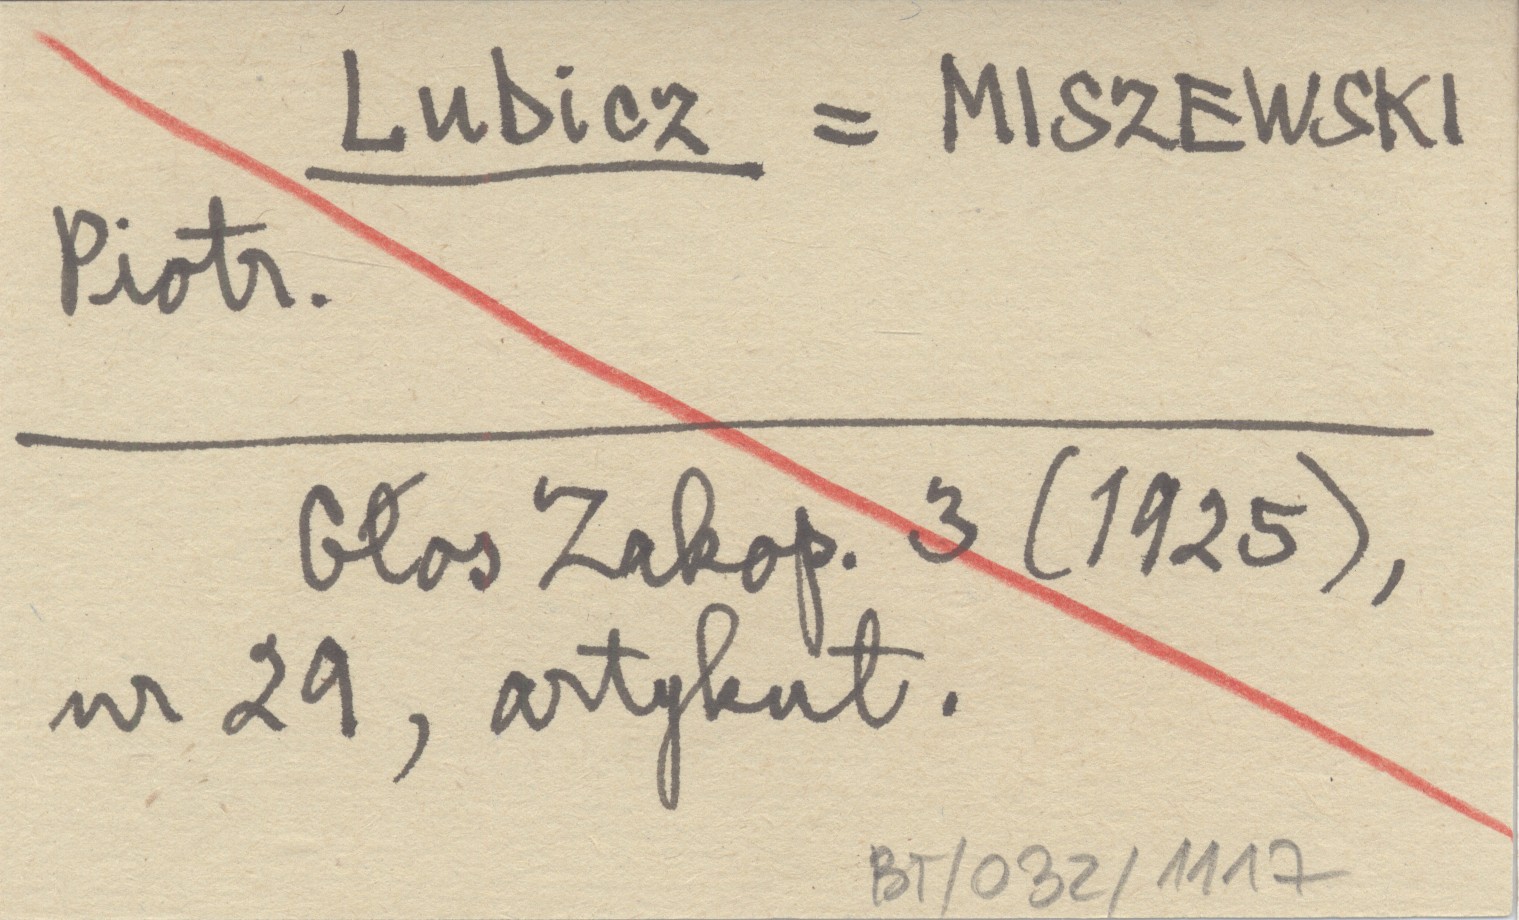 Lubicz = MISZEWSKI
Piotr.
Głos Zakop. 3 (1925),
nr 29, artykuł.
BT/032/1117